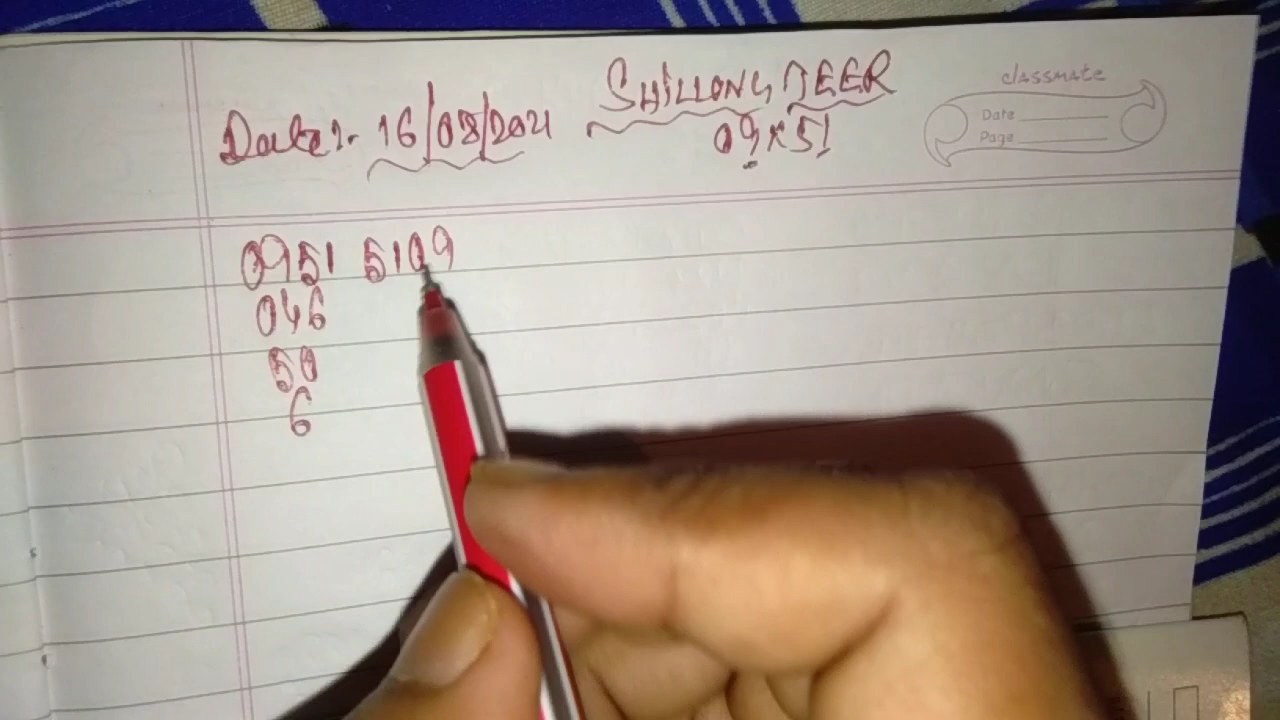 SHILLONG TEER
Date:- 16/08/2021
09x51
classmate
Date
Page
0951 5109
046
50
6